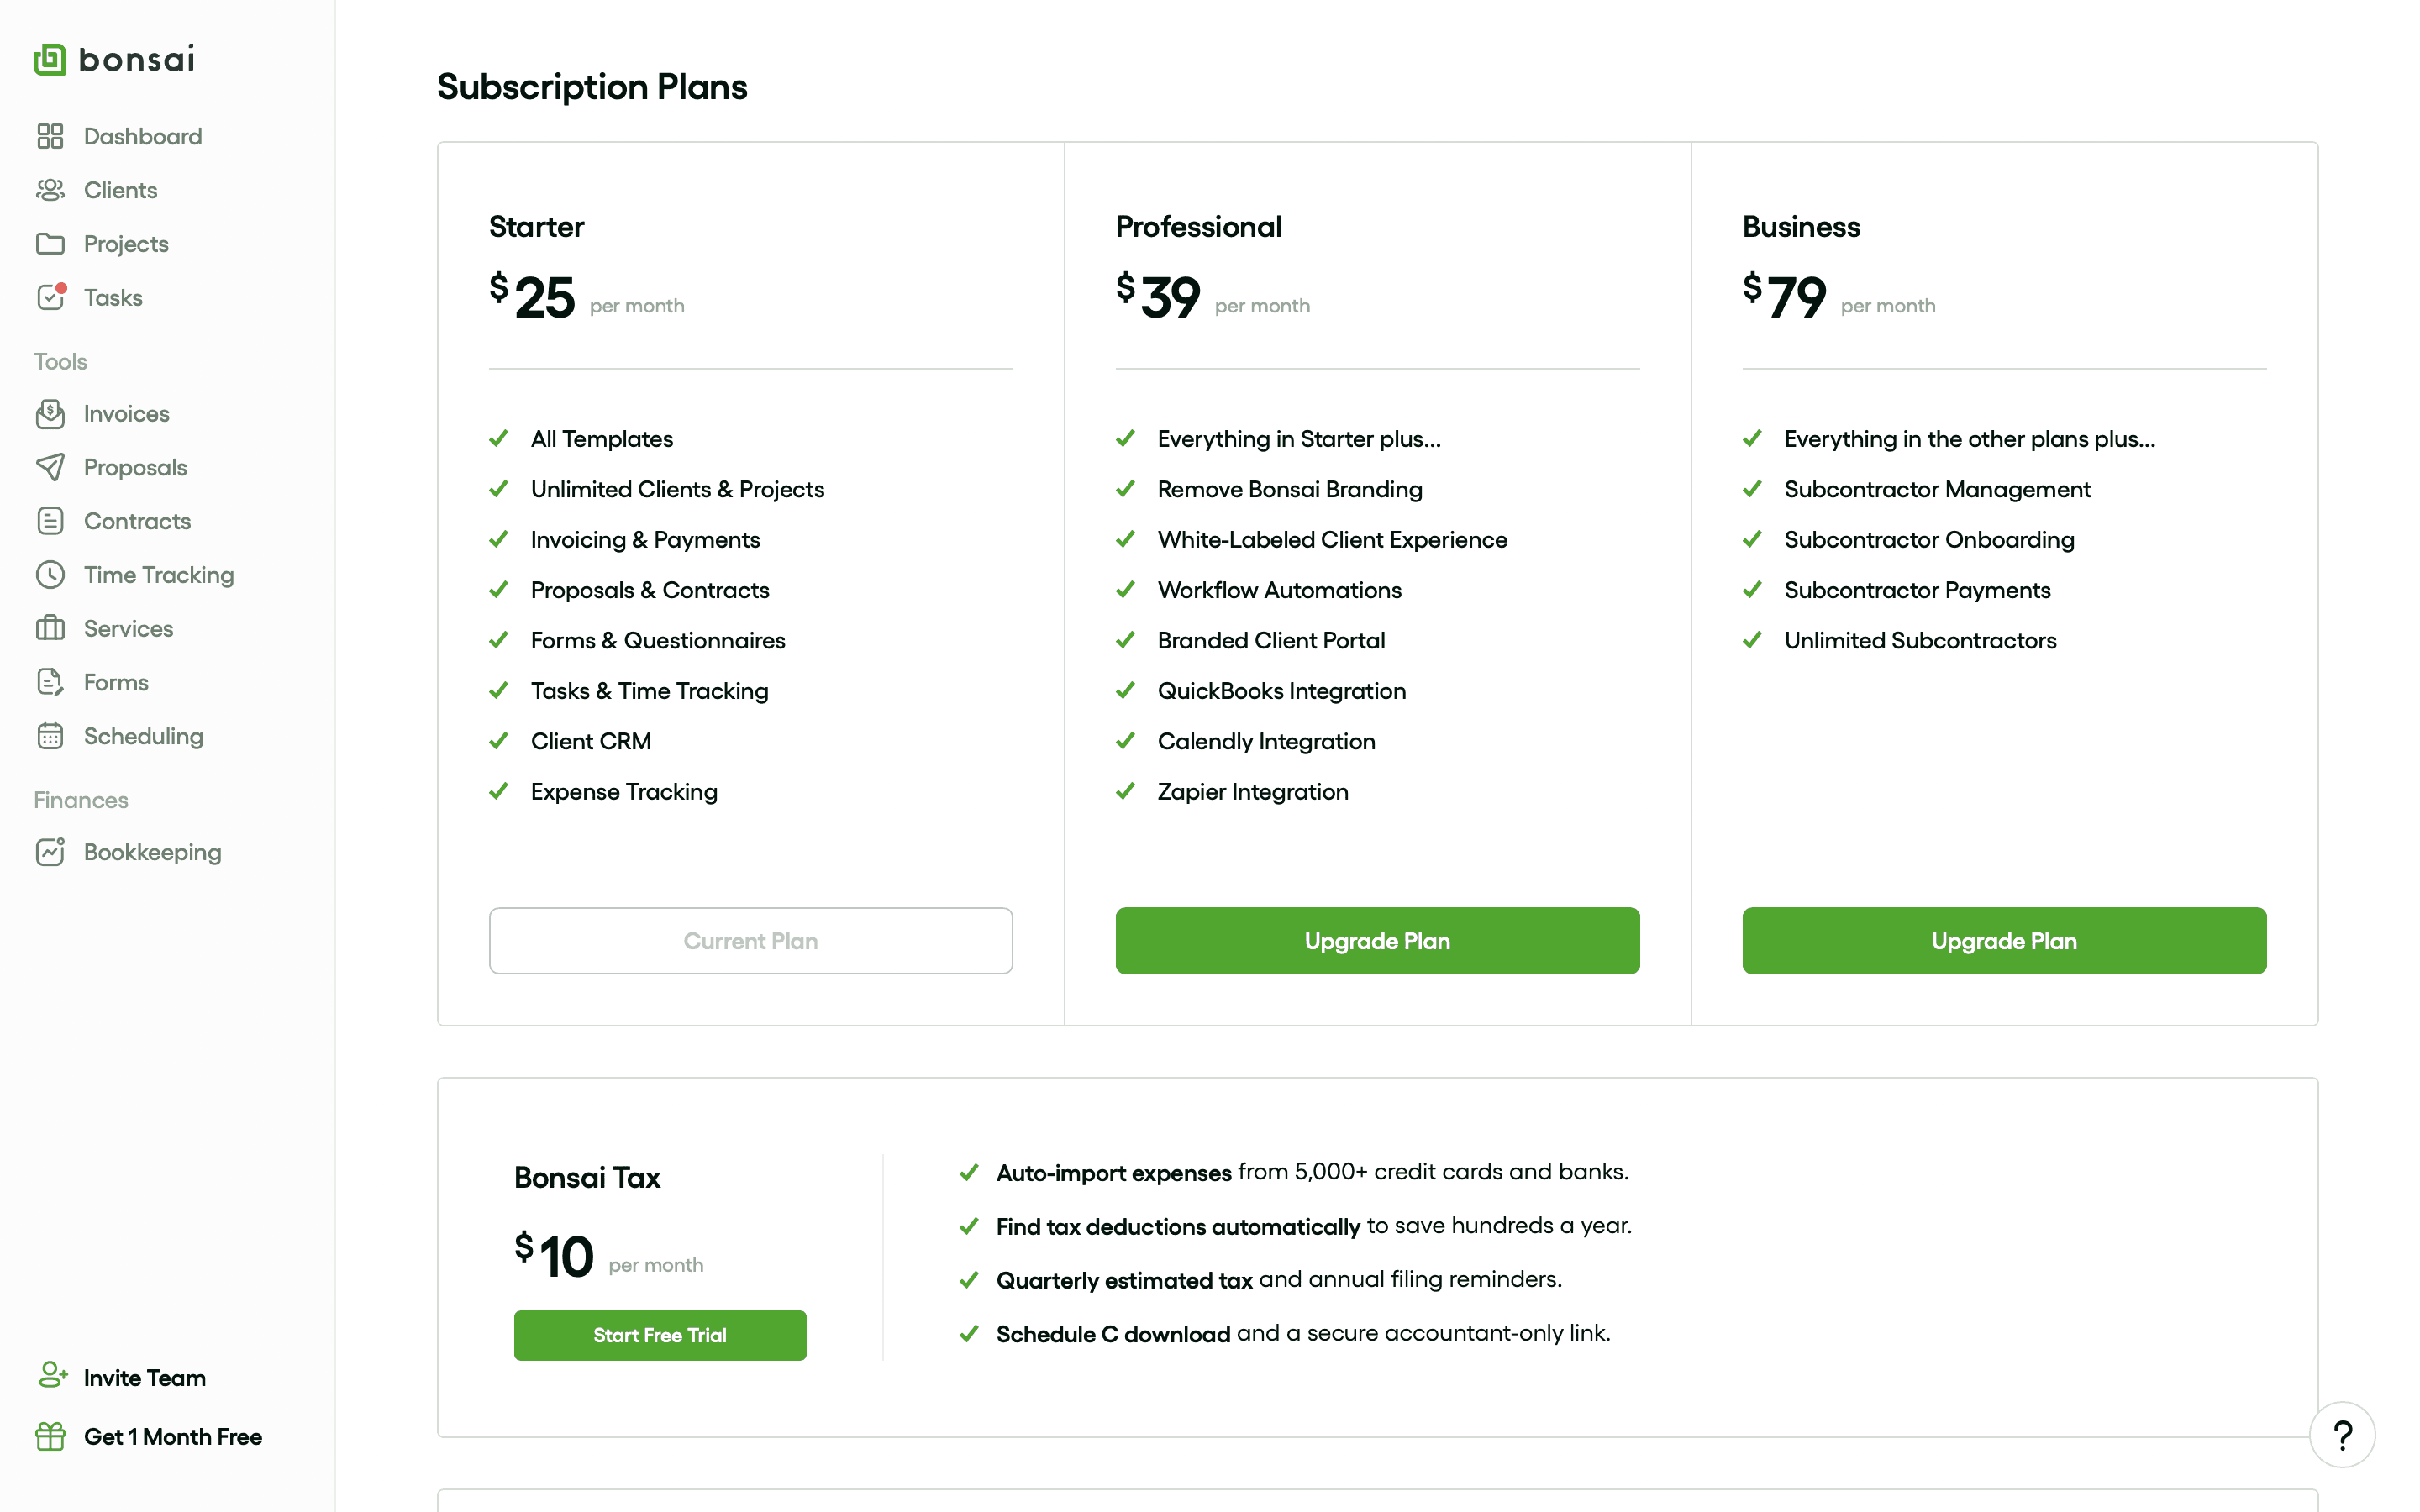 bonsai
Dashboard
Clients
Projects
Tasks
Tools
Invoices
Proposals
Contracts
Time Tracking
Services
Forms
Scheduling
Finances
Bookkeeping
Invite Team
Get 1 Month Free
Subscription Plans
Starter
$25 per month
All Templates
Unlimited Clients & Projects
Invoicing & Payments
Proposals & Contracts
Forms & Questionnaires
Tasks & Time Tracking
Client CRM
Expense Tracking
Current Plan
Professional
$39 per month
Everything in Starter plus...
Remove Bonsai Branding
White-Labeled Client Experience
Workflow Automations
Branded Client Portal
QuickBooks Integration
Calendly Integration
Zapier Integration
Upgrade Plan
Business
$79 per month
Everything in the other plans plus...
Subcontractor Management
Subcontractor Onboarding
Subcontractor Payments
Unlimited Subcontractors
Upgrade Plan
Bonsai Tax
$10 per month
Start Free Trial
Auto-import expenses from 5,000+ credit cards and banks.
Find tax deductions automatically to save hundreds a year.
Quarterly estimated tax and annual filing reminders.
Schedule C download and a secure accountant-only link.
?